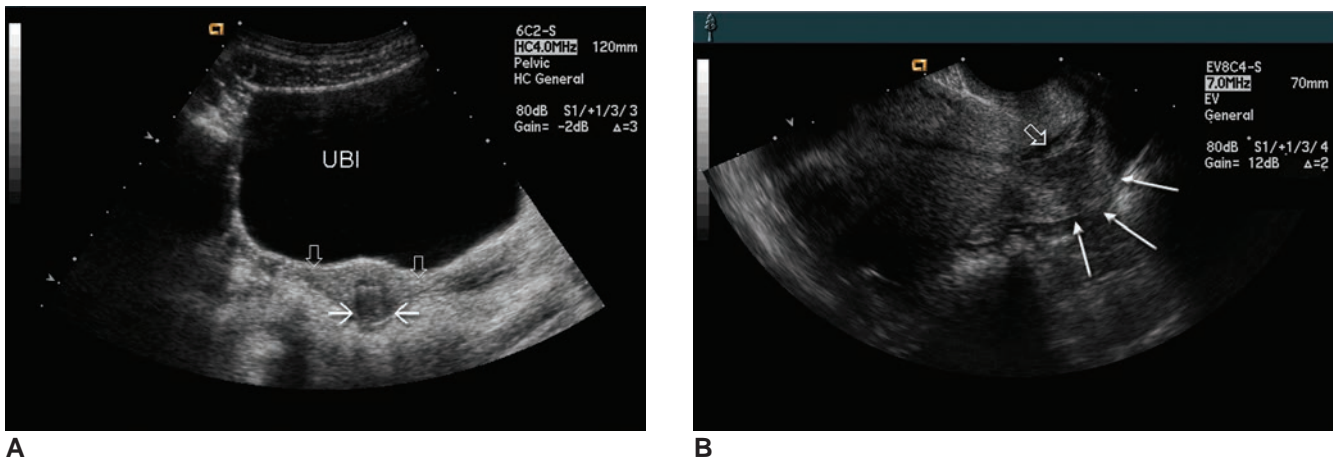 6C2-S
HC4.0MHz 120mm
Pelvic
HC General
80dB S1/+1/3/3
Gain= -2dB Δ=3
UBI
A
EV8C4-S
7.0MHz 70mm
EV
General
80dB S1/+1/3/4
Gain= 12dB Δ=2
B